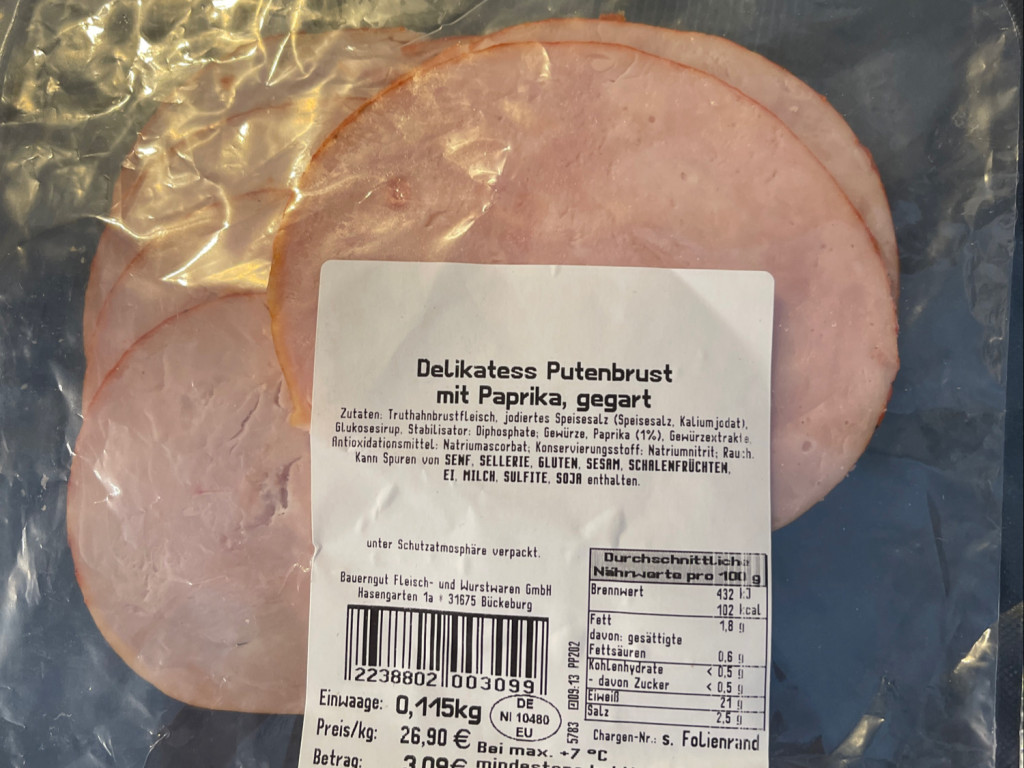 Delikatess Putenbrust
mit Paprika, gegart
Zutaten: Truthahnbrustfleisch, jodiertes Speisesalz (Speisesalz, Kaliumjodat),
Glukosesirup, Stabilisator: Diphosphate; Gewürze, Paprika (1%), Gewürzextrakte,
Antioxidationsmittel: Natriumascorbat; Konservierungsstoff: Natriumnitrit; Rauch.
Kann Spuren von SENF, SELLERIE, GLUTEN, SESAM, SCHALENFRÜCHTEN,
EI, MILCH, SULFITE, SOJA enthalten.
unter Schutzatmosphäre verpackt.
Bauerngut Fleisch- und Wurstwaren GmbH
Hasengarten 1a * 31675 Bückeburg
2238802 003099
Einwaage: 0,115kg
Preis/kg: 26,90 €
Betrag: 3,09€
DE
NI 10480
EU
Bei max. +7 °C
5783 009:13 PP202
Durchschnittliche
Nährwerte pro 100 g
Brennwert 432 kJ
102 kcal
Fett 1,8 g
davon: gesättigte
Fettsäuren 0,6 g
Kohlenhydrate < 0,5 g
- davon Zucker < 0,5 g
Eiweiß 21 g
Salz 2,5 g
Chargen-Nr.: s. Folienrand